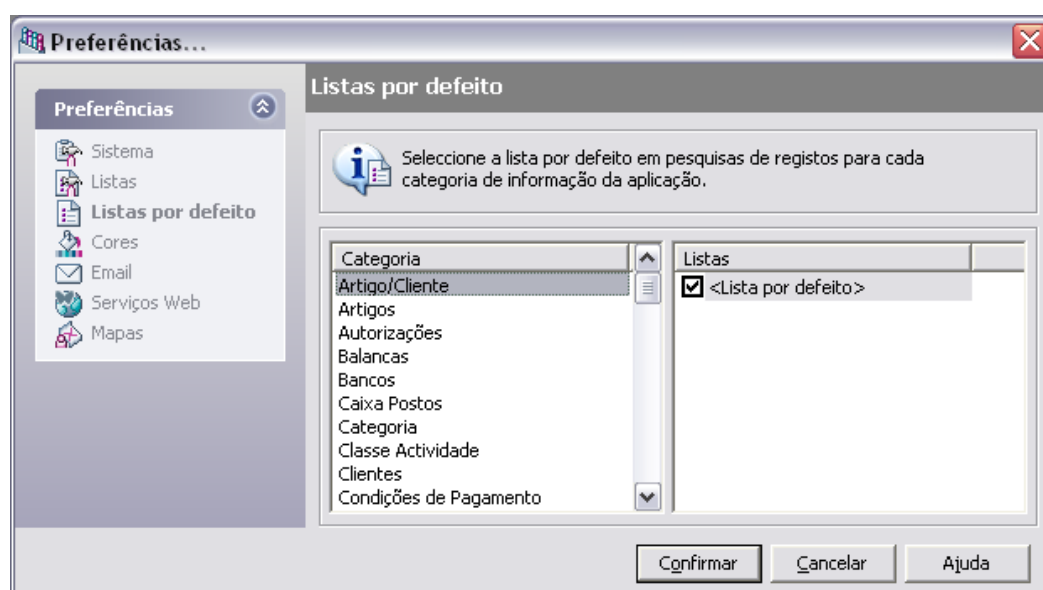 Preferências...
Preferências
Sistema
Listas
Listas por defeito
Cores
Email
Serviços Web
Mapas
Listas por defeito
Seleccione a lista por defeito em pesquisas de registos para cada
categoria de informação da aplicação.
Categoria
Artigo/Cliente
Artigos
Autorizações
Balancas
Bancos
Caixa Postos
Categoria
Classe Actividade
Clientes
Condições de Pagamento
Listas
<Lista por defeito>
Confirmar
Cancelar
Ajuda